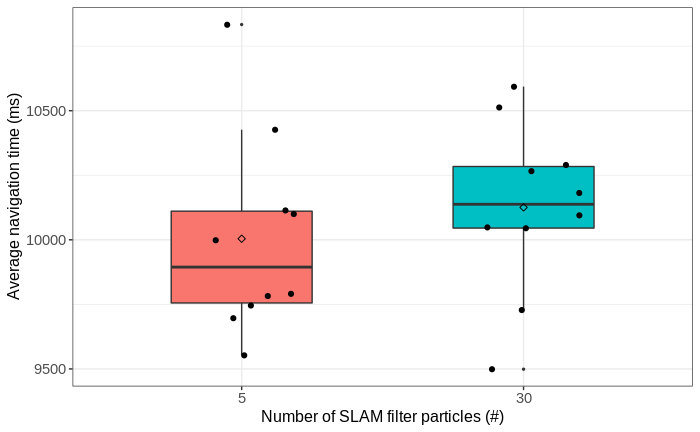 Average navigation time (ms)
10500
10000
9500
5
30
Number of SLAM filter particles (#)